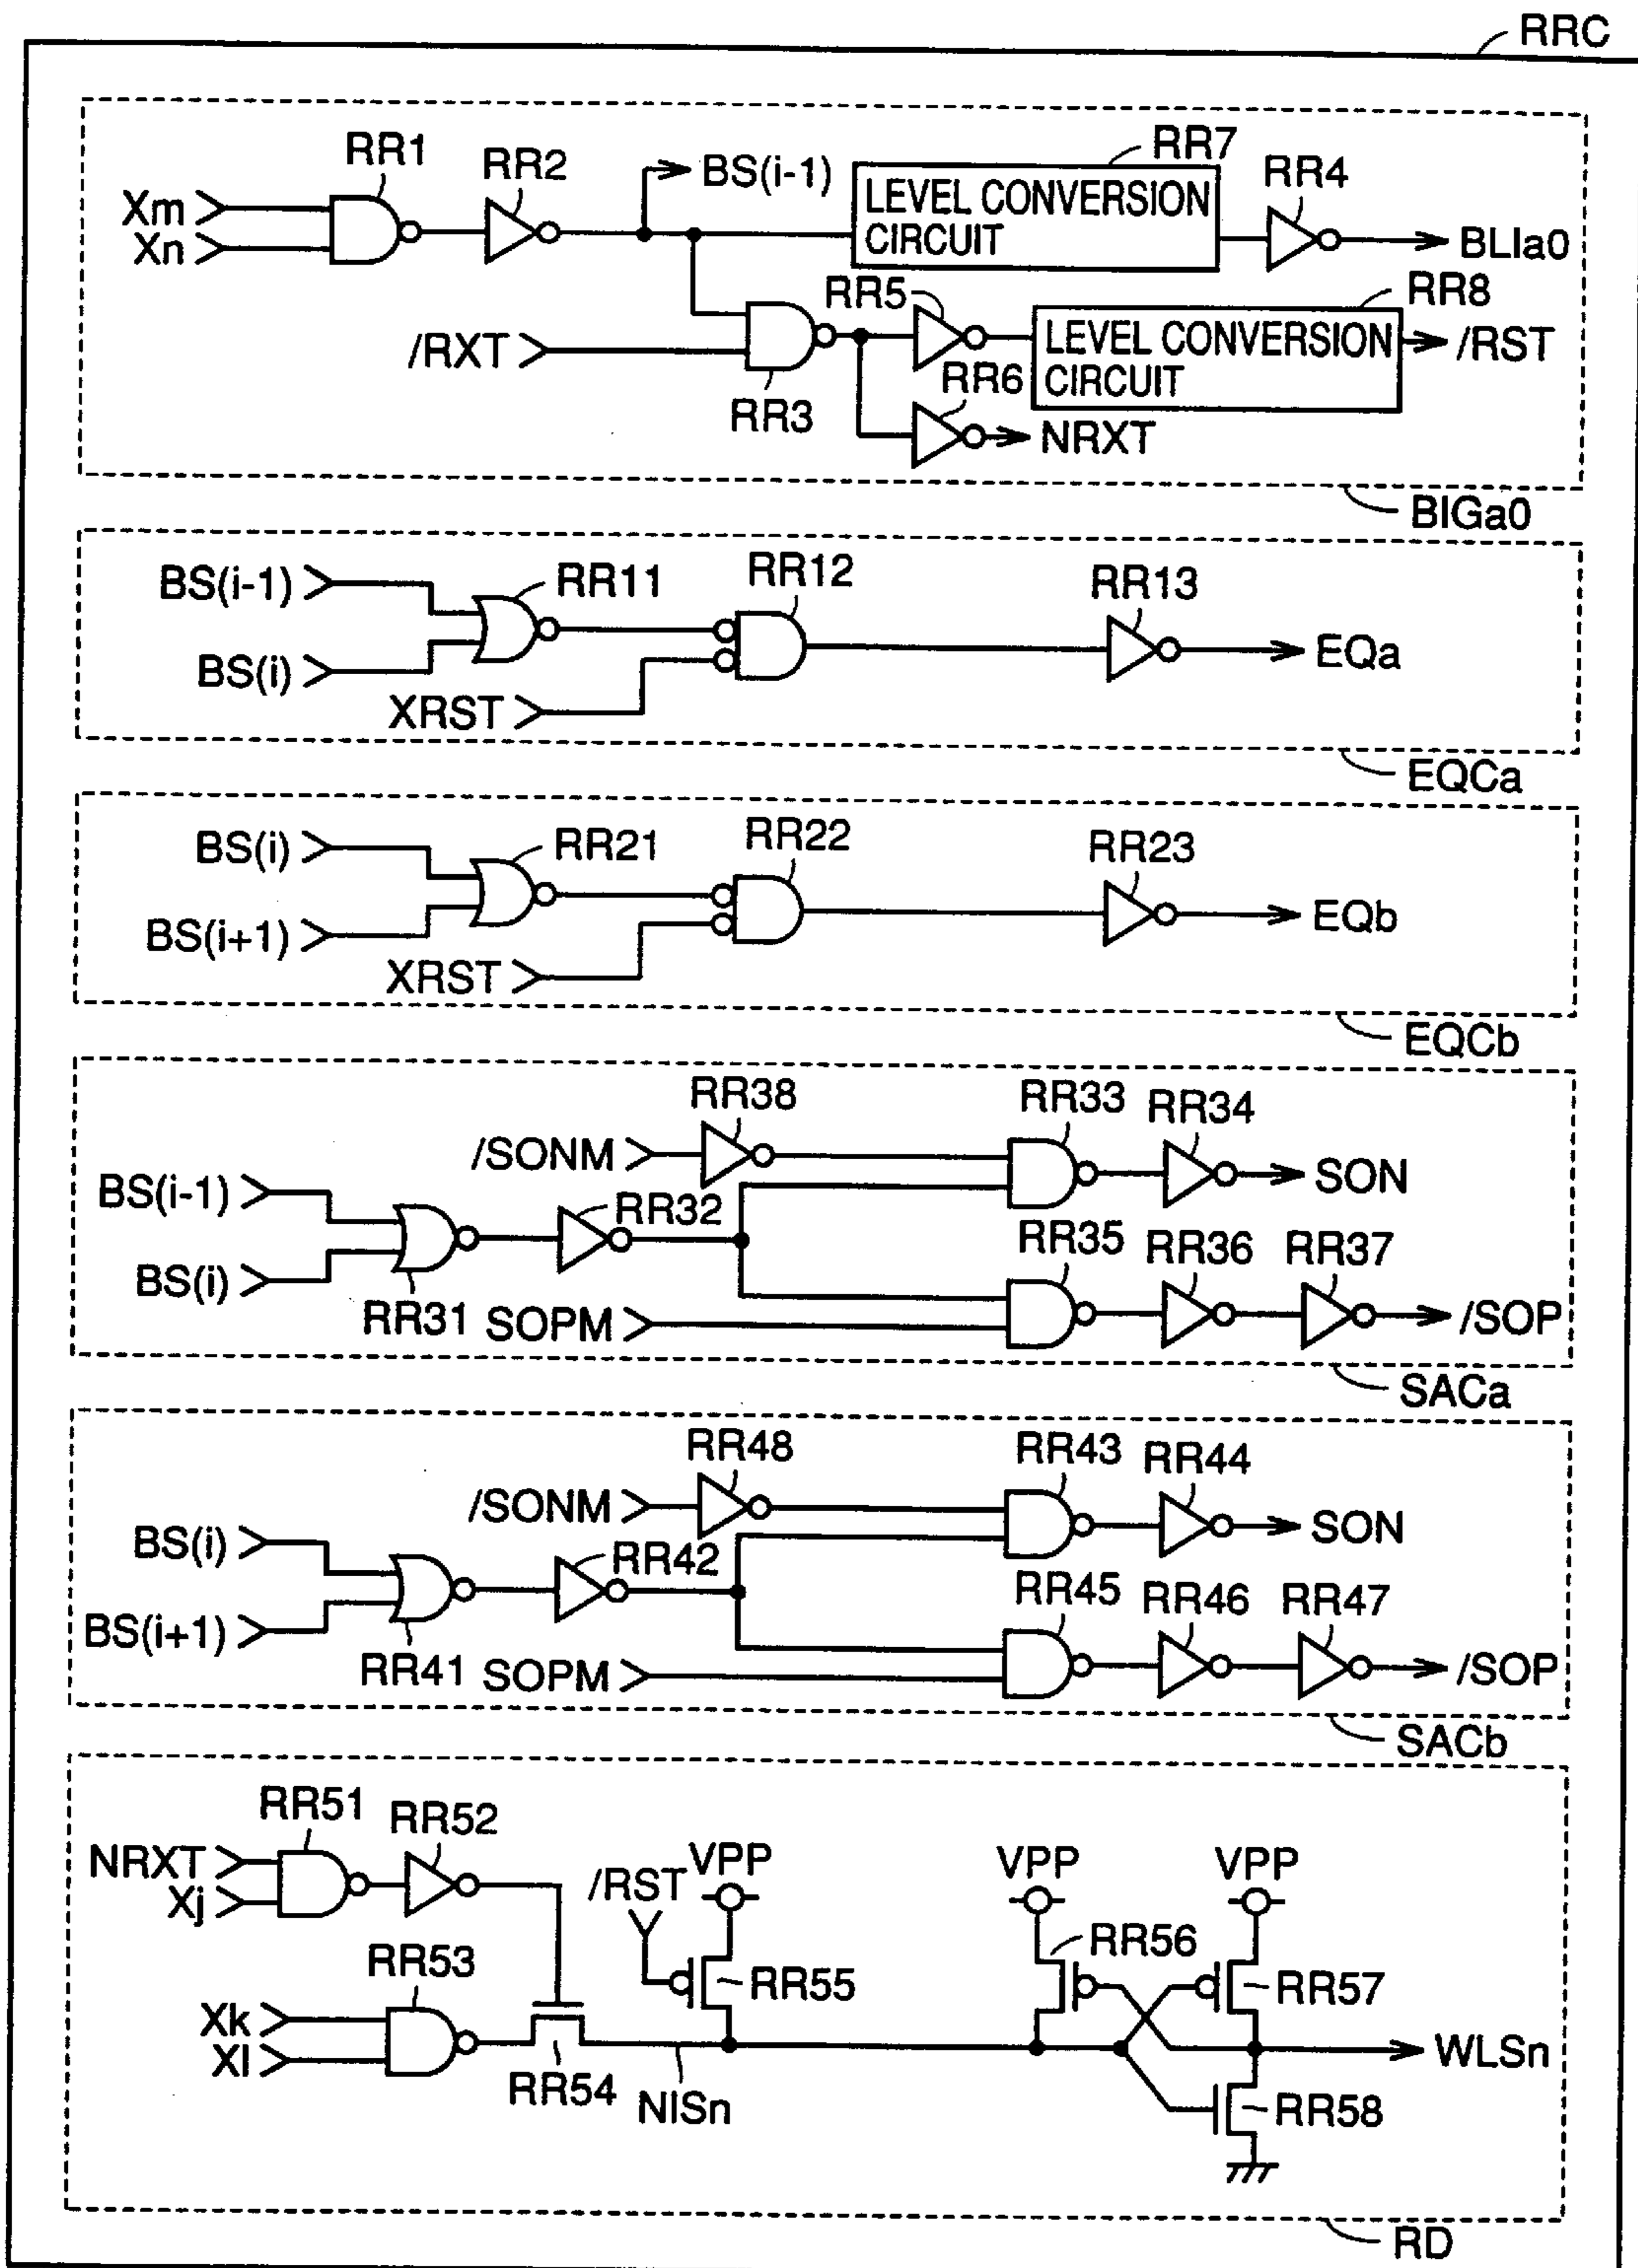 RRC
RR1
RR2
BS(i-1)
RR7
LEVEL CONVERSION
CIRCUIT
RR4
Xm
Xn
BLIa0
/RXT
RR3
RR5
RR6
NRXT
RR8
LEVEL CONVERSION
CIRCUIT
/RST
BIGa0
BS(i-1)
BS(i)
RR11
RR12
RR13
XRST
EQa
EQCa
BS(i)
BS(i+1)
RR21
RR22
RR23
XRST
EQb
EQCb
RR38
RR33
RR34
/SONM
SON
BS(i-1)
BS(i)
RR32
RR35
RR36
RR37
RR31
SOPM
/SOP
SACa
RR48
RR43
RR44
/SONM
SON
BS(i)
BS(i+1)
RR42
RR45
RR46
RR47
RR41
SOPM
/SOP
SACb
RR51
RR52
NRXT
Xj
/RST
VPP
VPP
VPP
RR53
Xk
Xl
RR54
NISn
RR55
RR56
RR57
WLSn
RR58
RD